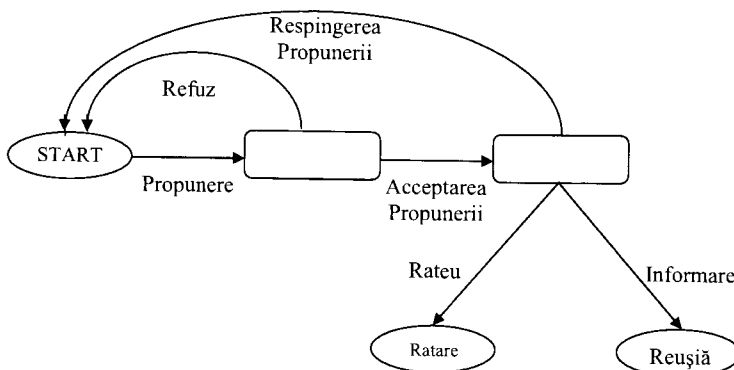 Respingerea
Propunerii
Refuz
START
Propunere
Acceptarea
Propunerii
Rateu
Informare
Ratare
Reuşiă